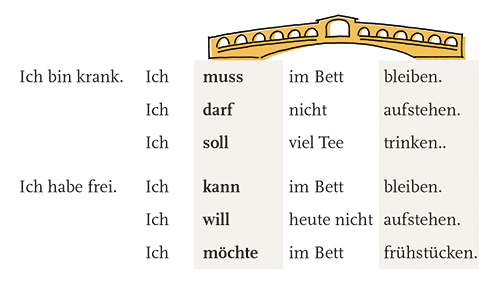 Ich bin krank. Ich muss im Bett bleiben.
Ich darf nicht aufstehen.
Ich soll viel Tee trinken..
Ich habe frei. Ich kann im Bett bleiben.
Ich will heute nicht aufstehen.
Ich möchte im Bett frühstücken.